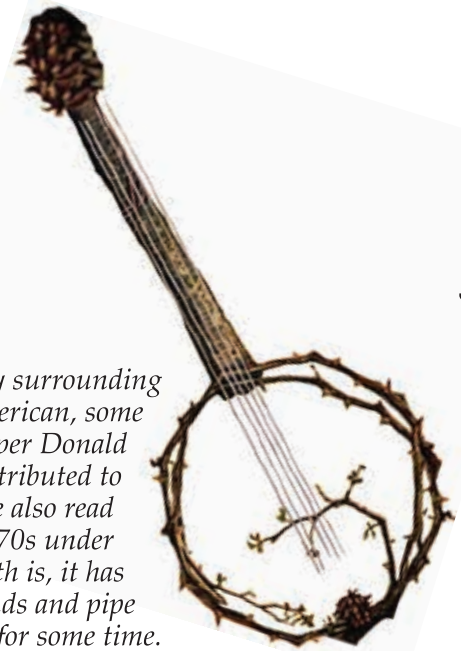 surrounding
erican, some
per Donald
tributed to
also read
70s under
th is, it has
ds and pipe
for some time.